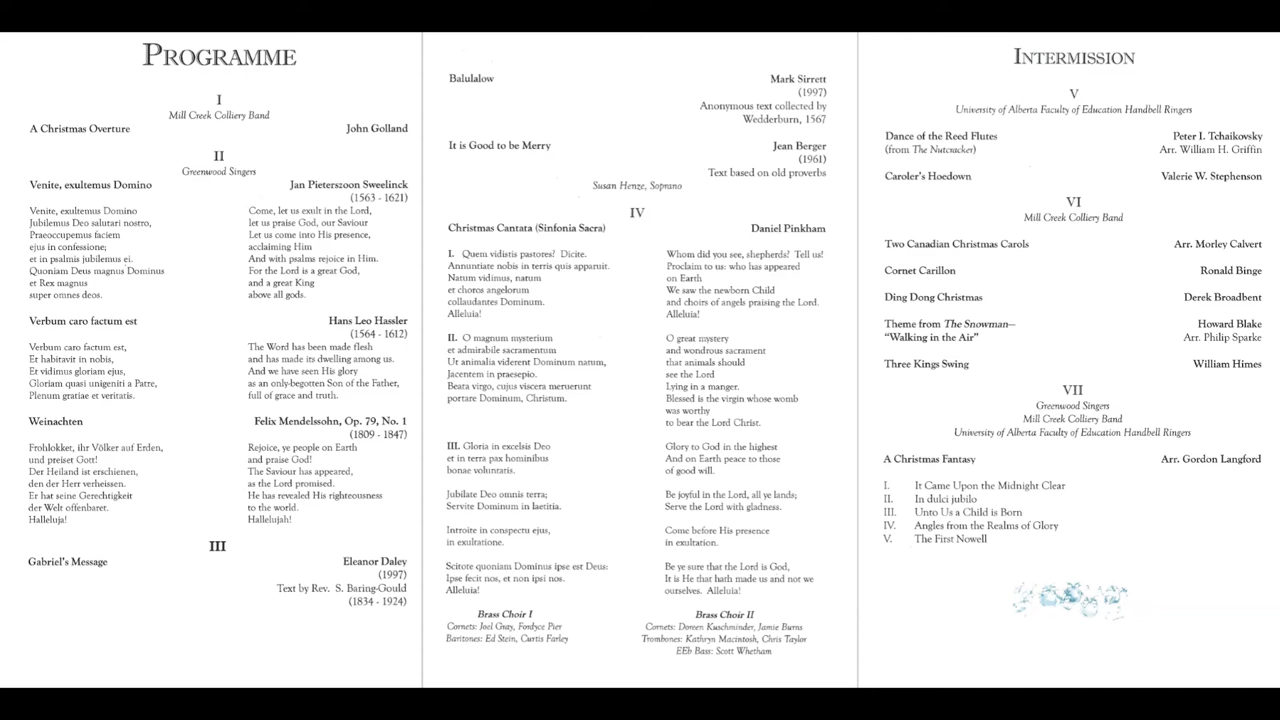 PROGRAMME
I
Mill Creek Colliery Band
A Christmas Overture John Golland
II
Greenwood Singers
Venite, exultemus Domino Jan Pieterszoon Sweelinck
(1563 - 1621)
Venite, exultemus Domino Come, let us exult in the Lord,
Jubilemus Deo salutari nostro, let us praise God, our Saviour
Praeoccupemus faciem Let us come into His presence,
ejus in confessione; acclaiming Him
et in psalmis jubilemus ei. And with psalms rejoice in Him.
Quoniam Deus magnus Dominus For the Lord is a great God,
et Rex magnus and a great King
super omnes deos. above all gods.
Verbum caro factum est Hans Leo Hassler
(1564 - 1612)
Verbum caro factum est, The Word has been made flesh
Et habitavit in nobis, and has made its dwelling among us.
Et vidimus gloriam ejus, And we have seen His glory
Gloriam quasi unigeniti a Patre, as an only-begotten Son of the Father,
Plenum gratiae et veritatis. full of grace and truth.
Weinachten Felix Mendelssohn, Op. 79, No. 1
(1809 - 1847)
Frohlokker, ihr Völker auf Erden, Rejoice, ye people on Earth
und preiset Gott! and praise God!
Der Heiland ist erschienen, The Saviour has appeared,
den der Herr verheissen. as the Lord promised.
Er hat seine Gerechtigkeit He has revealed His righteousness
der Welt offenbaret. to the world.
Halleluja! Hallelujah!
III
Gabriel's Message Eleanor Daley
(1997)
Text by Rev. S. Baring-Gould
(1834 - 1924)
Balulalow Mark Sirrett
(1997)
Anonymous text collected by
Wedderburn, 1567
It is Good to be Merry Jean Berger
(1961)
Text based on old proverbs
Susan Henze, Soprano
IV
Christmas Cantata (Sinfonia Sacra) Daniel Pinkham
I. Quem vidistis pastores? Dicite. Whom did you see, shepherds? Tell us!
Annuntiate nobis in terris quis apparuit. Proclaim to us: who has appeared
Natum vidimus, natum on Earth
et choros angelorum We saw the newborn Child
collaudantes Dominum. and choirs of angels praising the Lord.
Alleluia! Alleluia!
II. O magnum mysterium O great mystery
et admirabile sacramentum and wondrous sacrament
Ut animalia viderent Dominum natum, that animals should
Jacentem in praesepio. see the Lord
Beata virgo, cujus viscera meruerunt Lying in a manger.
portare Dominum, Christum. Blessed is the virgin whose womb
was worthy
to bear the Lord Christ.
III. Gloria in excelsis Deo Glory to God in the highest
et in terra pax hominibus And on Earth peace to those
bonae voluntatis. of good will.
Jubilate Deo omnis terra; Be joyful in the Lord, all ye lands;
Servite Dominum in laetitia. Serve the Lord with gladness.
Introite in conspectu ejus, Come before His presence
in exultatione. in exultation.
Scitote quoniam Dominus ipse est Deus: Be ye sure that the Lord is God,
Ipse fecit nos, et non ipsi nos. It is He that hath made us and not we
Alleluia! ourselves. Alleluia!
Brass Choir I Brass Choir II
Cornets: Joel Gray, Fordyce Pier Cornets: Doreen Kuschminder, Jamie Burns
Baritones: Ed Stein, Curtis Farley Trombones: Kathryn Macintosh, Chris Taylor
EEb Bass: Scott Whetham
INTERMISSION
V
University of Alberta Faculty of Education Handbell Ringers
Dance of the Reed Flutes Peter I. Tchaikovsky
(from The Nutcracker) Arr. William H. Griffin
Caroler's Hoedown Valerie W. Stephenson
VI
Mill Creek Colliery Band
Two Canadian Christmas Carols Arr. Morley Calvert
Cornet Carillon Ronald Binge
Ding Dong Christmas Derek Broadbent
Theme from The Snowman— Howard Blake
"Walking in the Air" Arr. Philip Sparke
Three Kings Swing William Himes
VII
Greenwood Singers
Mill Creek Colliery Band
University of Alberta Faculty of Education Handbell Ringers
A Christmas Fantasy Arr. Gordon Langford
I. It Came Upon the Midnight Clear
II. In dulci jubilo
III. Unto Us a Child is Born
IV. Angles from the Realms of Glory
V. The First Nowell